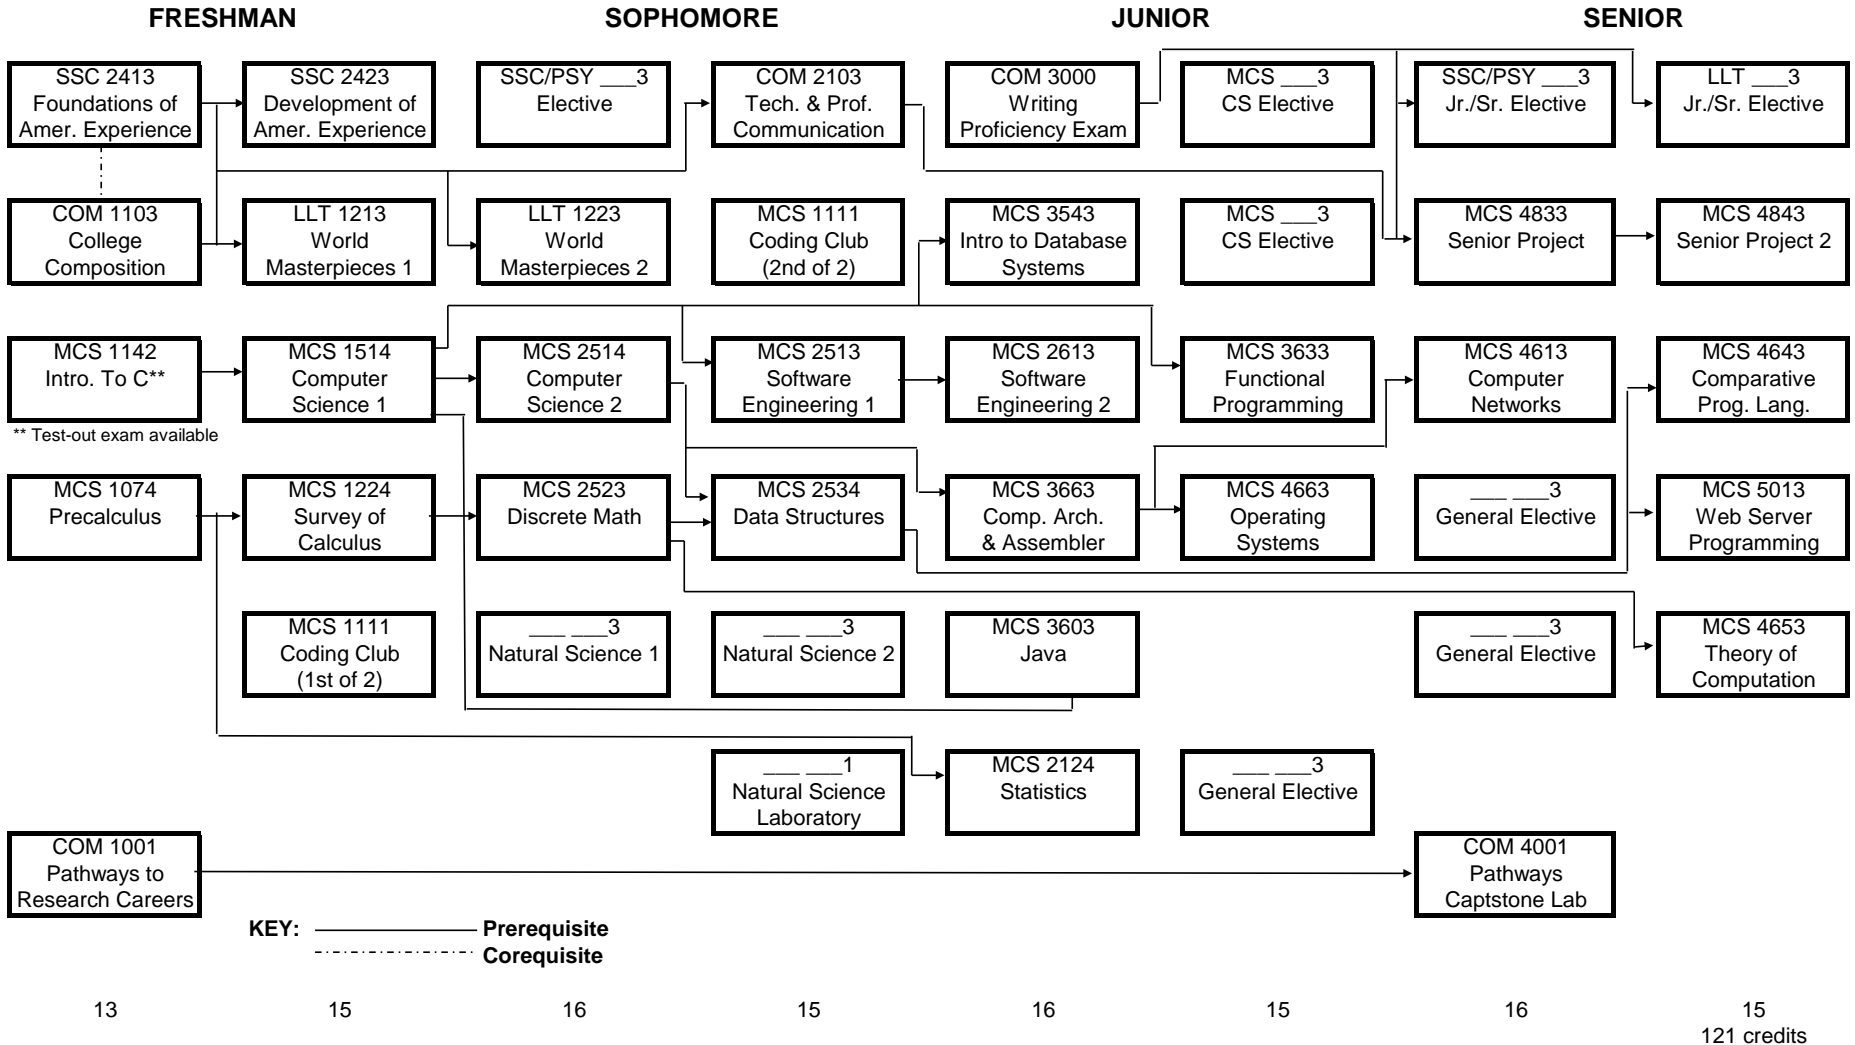 FRESHMAN SOPHOMORE JUNIOR SENIOR
SSC 2413
Foundations of
Amer. Experience
SSC 2423
Development of
Amer. Experience
SSC/PSY ___3
Elective
COM 2103
Tech. & Prof.
Communication
COM 3000
Writing
Proficiency Exam
MCS ___3
CS Elective
SSC/PSY ___3
Jr./Sr. Elective
LLT ___3
Jr./Sr. Elective
COM 1103
College
Composition
LLT 1213
World
Masterpieces 1
LLT 1223
World
Masterpieces 2
MCS 1111
Coding Club
(2nd of 2)
MCS 3543
Intro to Database
Systems
MCS ___3
CS Elective
MCS 4833
Senior Project
MCS 4843
Senior Project 2
MCS 1142
Intro. To C**
** Test-out exam available
MCS 1514
Computer
Science 1
MCS 2514
Computer
Science 2
MCS 2513
Software
Engineering 1
MCS 2613
Software
Engineering 2
MCS 3633
Functional
Programming
MCS 4613
Computer
Networks
MCS 4643
Comparative
Prog. Lang.
MCS 1074
Precalculus
MCS 1224
Survey of
Calculus
MCS 2523
Discrete Math
MCS 2534
Data Structures
MCS 3663
Comp. Arch.
& Assembler
MCS 4663
Operating
Systems
___ ___3
General Elective
MCS 5013
Web Server
Programming
MCS 1111
Coding Club
(1st of 2)
___ ___3
Natural Science 1
___ ___3
Natural Science 2
MCS 3603
Java
___ ___3
General Elective
MCS 4653
Theory of
Computation
___ ___1
Natural Science
Laboratory
MCS 2124
Statistics
___ ___3
General Elective
COM 1001
Pathways to
Research Careers
COM 4001
Pathways
Captstone Lab
KEY: Prerequisite
Corequisite
13 15 16 15 16 15 16 15
121 credits